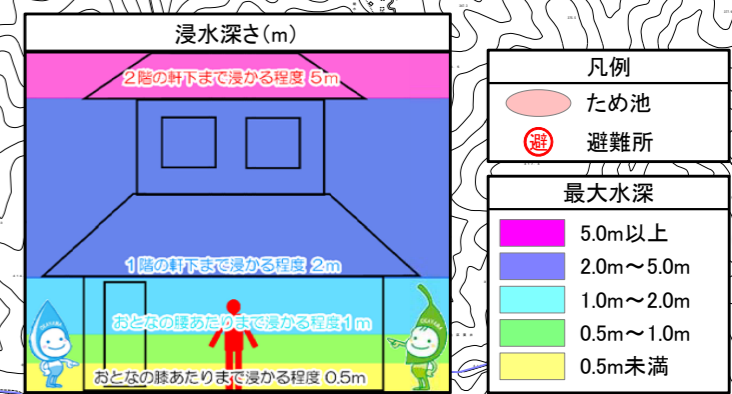 浸水深さ(m)
2階の軒下まで浸かる程度 5m
1階の軒下まで浸かる程度 2m
おとなの腰あたりまで浸かる程度1m
おとなの膝あたりまで浸かる程度 0.5m
凡例
ため池
避 避難所
最大水深
5.0m以上
2.0m～5.0m
1.0m～2.0m
0.5m～1.0m
0.5m未満